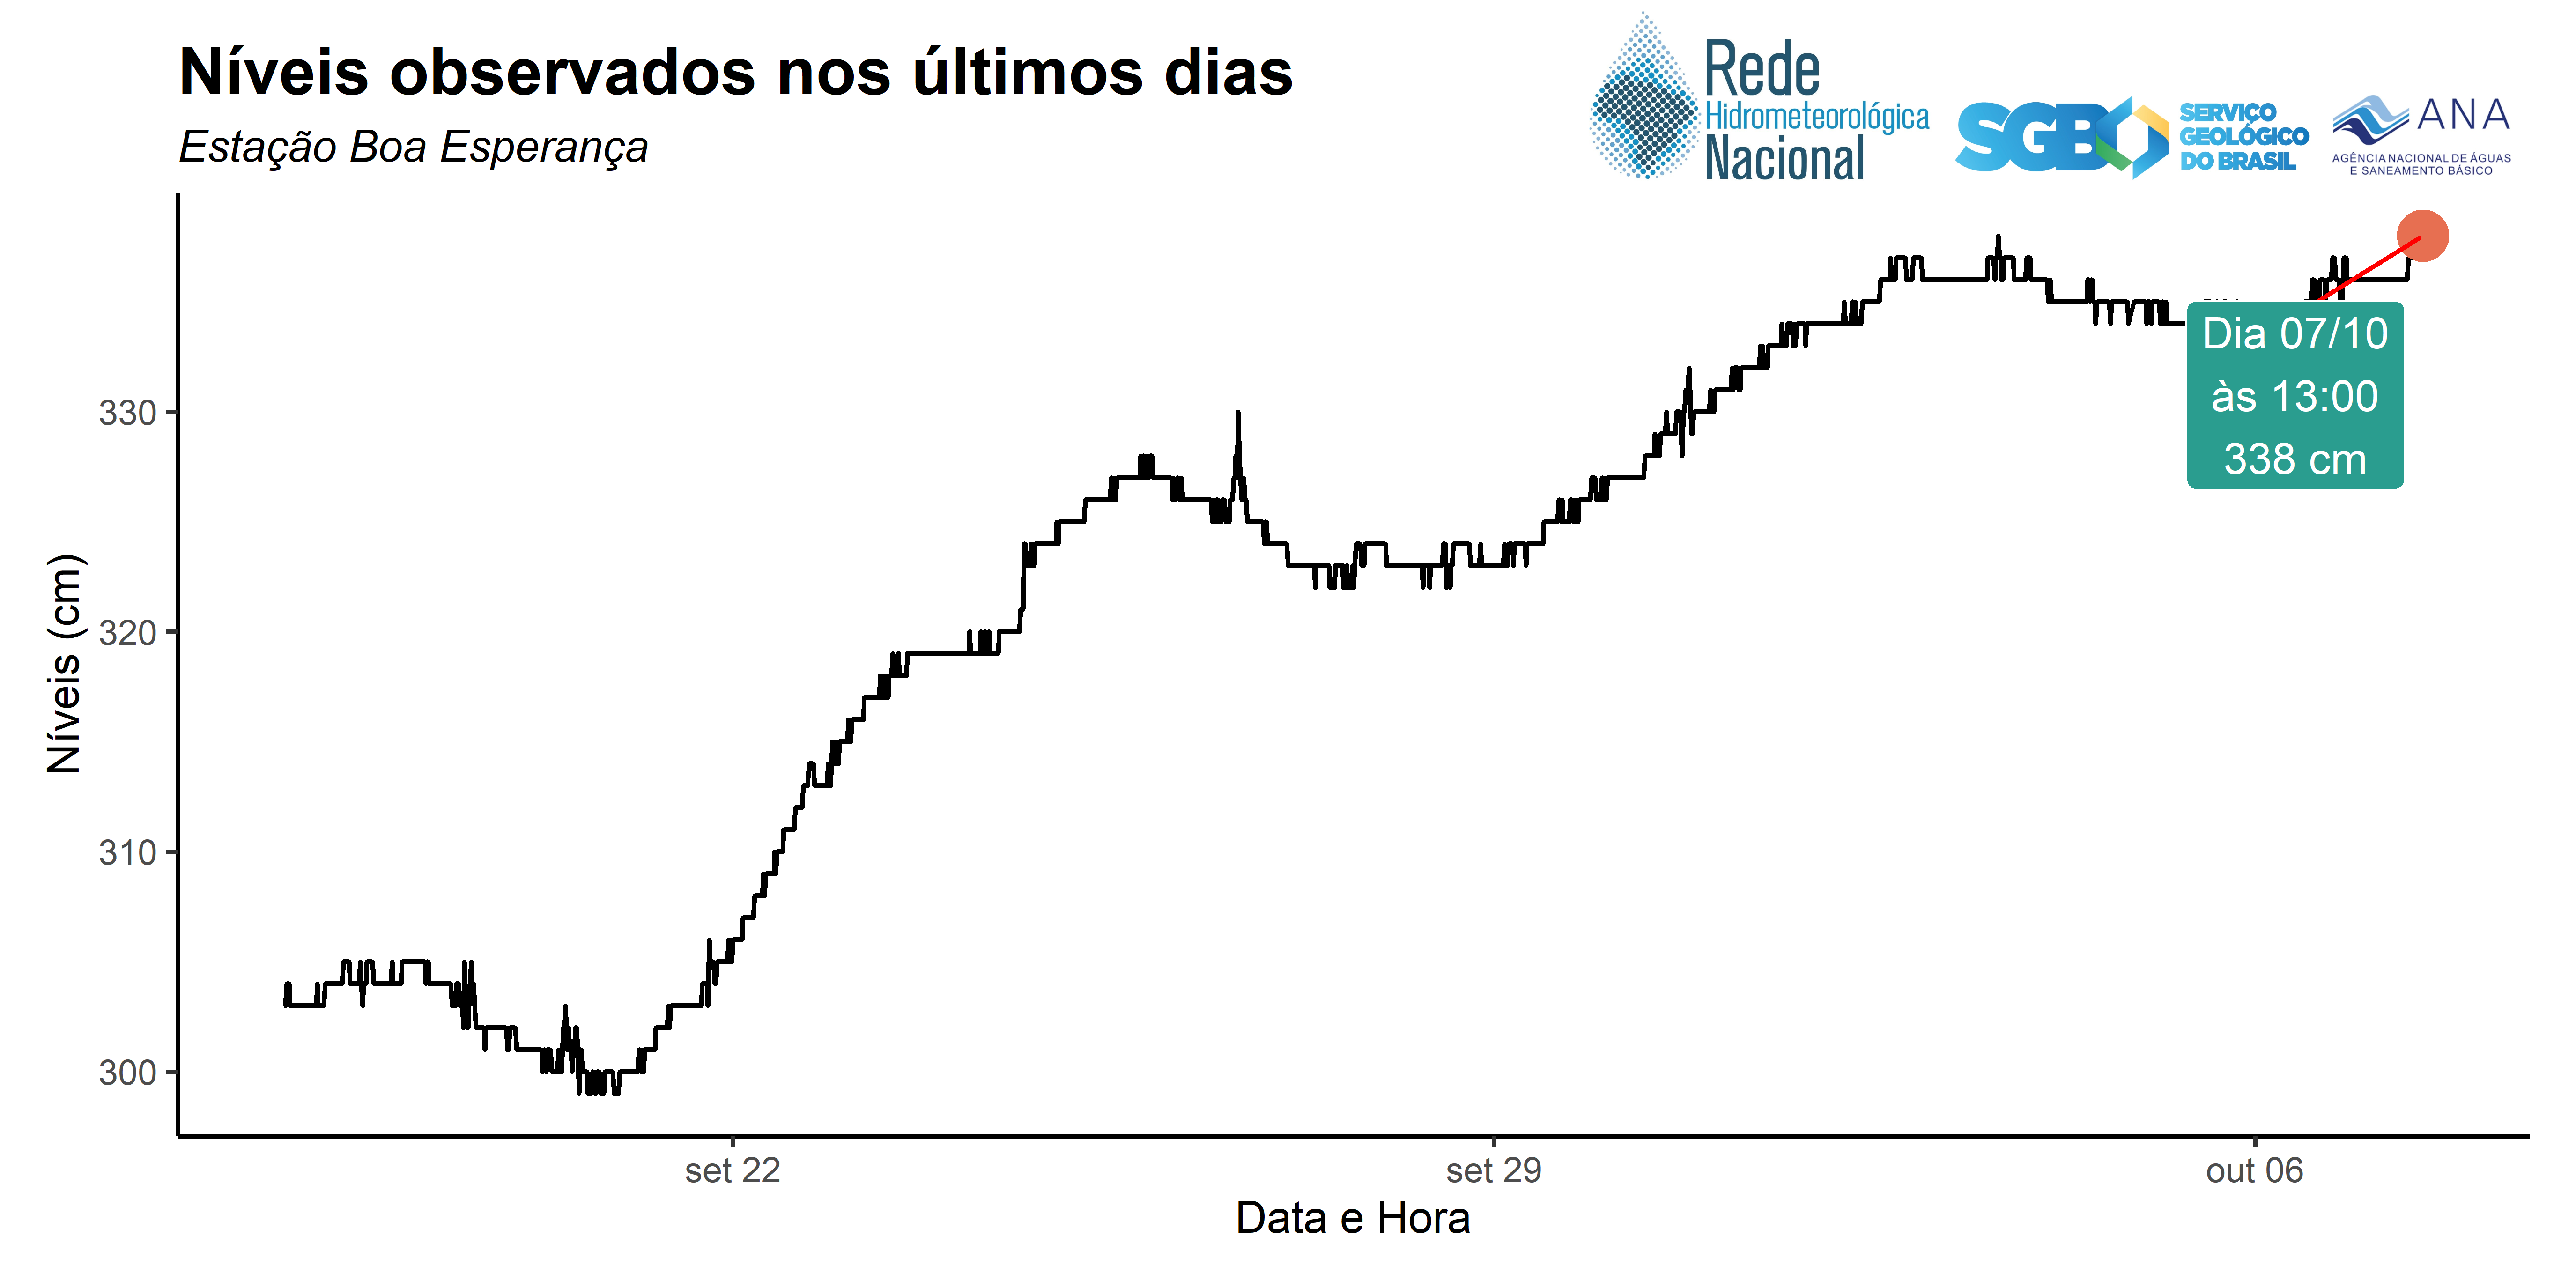 Níveis observados nos últimos dias
Estação Boa Esperança
Rede
Hidrometeorológica
Nacional
SGB
SERVIÇO
GEOLÓGICO
DO BRASIL
ANA
AGÊNCIA NACIONAL DE ÁGUAS
E SANEAMENTO BÁSICO
Níveis (cm)
330
320
310
300
Dia 07/10
às 13:00
338 cm
set 22
set 29
out 06
Data e Hora